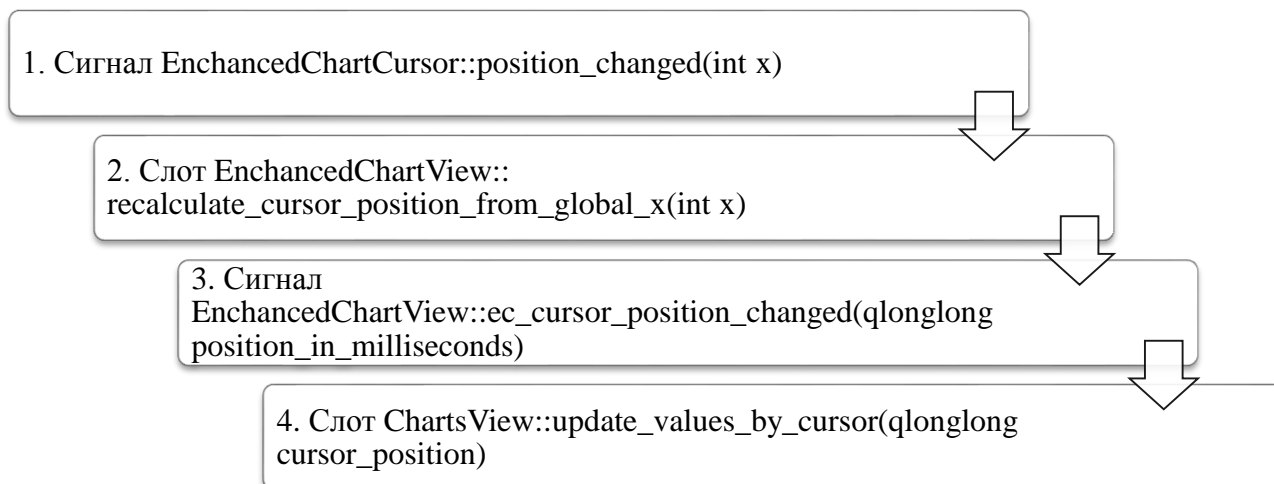 1. Сигнал EnchancedChartCursor::position_changed(int x)
2. Слот EnchancedChartView::
recalculate_cursor_position_from_global_x(int x)
3. Сигнал
EnchancedChartView::ec_cursor_position_changed(qlonglong
position_in_milliseconds)
4. Слот ChartsView::update_values_by_cursor(qlonglong
cursor_position)